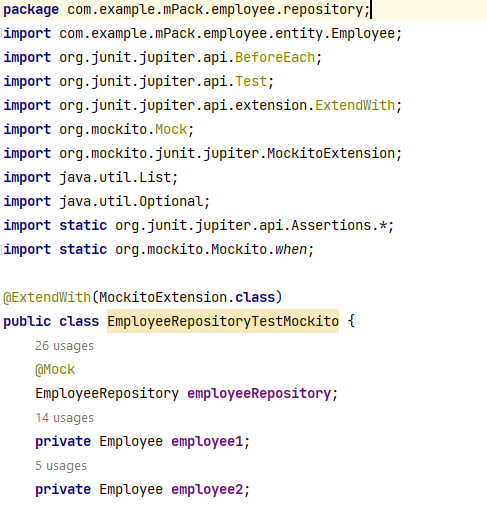 package com.example.mPack.employee.repository;
import com.example.mPack.employee.entity.Employee;
import org.junit.jupiter.api.BeforeEach;
import org.junit.jupiter.api.Test;
import org.junit.jupiter.api.extension.ExtendWith;
import org.mockito.Mock;
import org.mockito.junit.jupiter.MockitoExtension;
import java.util.List;
import java.util.Optional;
import static org.junit.jupiter.api.Assertions.*;
import static org.mockito.Mockito.when;
@ExtendWith(MockitoExtension.class)
public class EmployeeRepositoryTestMockito {
26 usages
@Mock
EmployeeRepository employeeRepository;
14 usages
private Employee employee1;
5 usages
private Employee employee2;